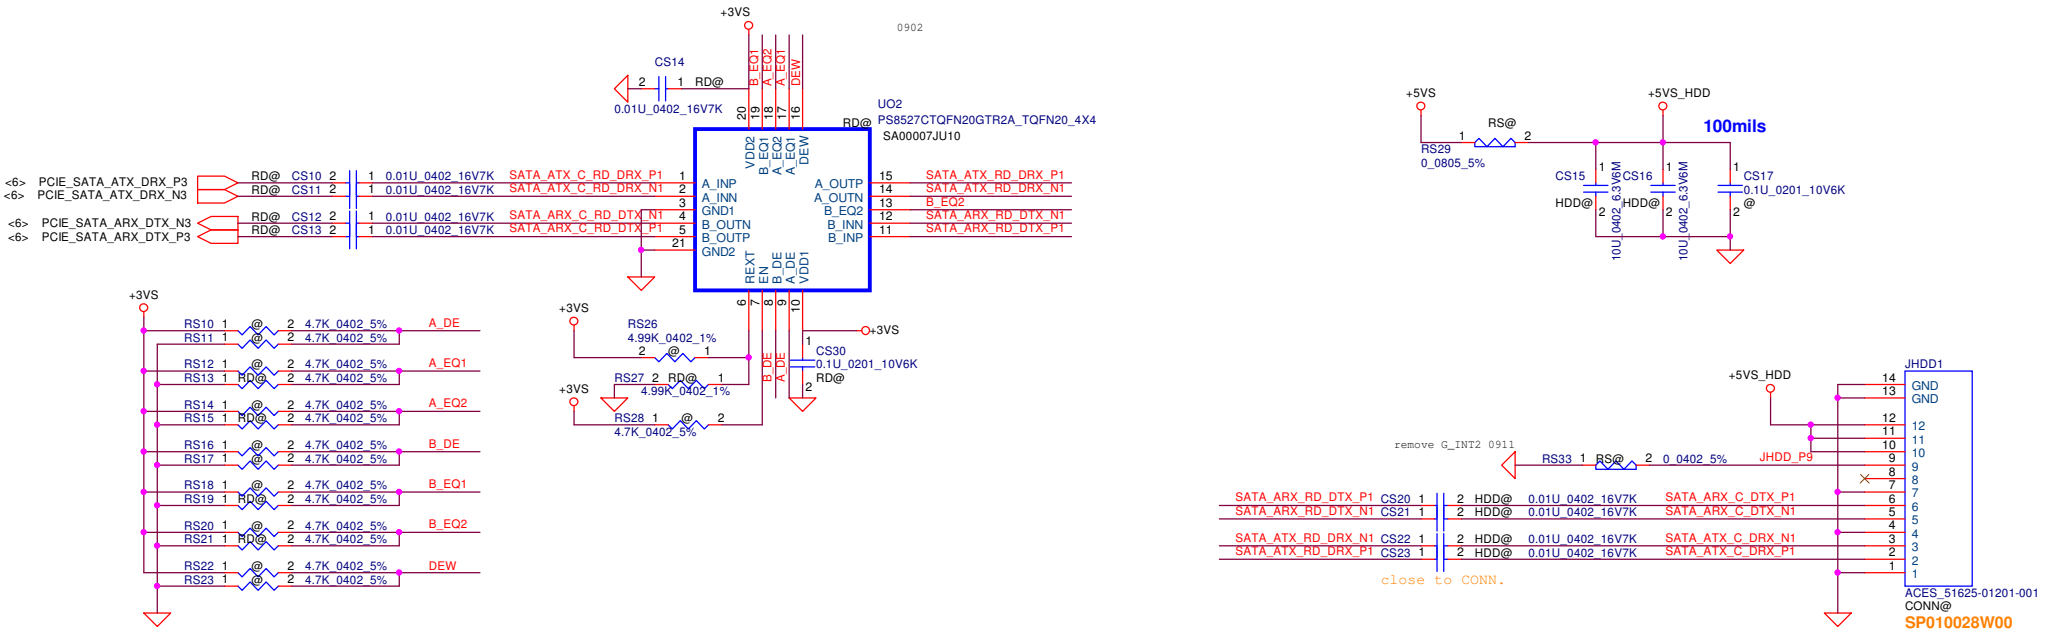 +3VS
0902
CS14
2 1 RD@
0.01U_0402_16V7K
B_EQ1
A_EQ2
A_EQ1
DEW
20 19 18 17 16
UO2
RD@ PS8527CTQFN20GTR2A_TQFN20_4X4
SA00007JU10
VDD2 B_EQ1 A_EQ2 A_EQ1 DEW
<6> PCIE_SATA_ATX_DRX_P3 RD@ CS10 2 1 0.01U_0402_16V7K SATA_ATX_C_RD_DRX_P1 1 A_INP A_OUTP 15 SATA_ATX_RD_DRX_P1
<6> PCIE_SATA_ATX_DRX_N3 RD@ CS11 2 1 0.01U_0402_16V7K SATA_ATX_C_RD_DRX_N1 2 A_INN A_OUTN 14 SATA_ATX_RD_DRX_N1
3 GND1 B_EQ2 13 B_EQ2
<6> PCIE_SATA_ARX_DTX_N3 RD@ CS12 2 1 0.01U_0402_16V7K SATA_ARX_C_RD_DTX_N1 4 B_OUTN B_INN 12 SATA_ARX_RD_DTX_N1
<6> PCIE_SATA_ARX_DTX_P3 RD@ CS13 2 1 0.01U_0402_16V7K SATA_ARX_C_RD_DTX_P1 5 B_OUTP B_INP 11 SATA_ARX_RD_DTX_P1
21 GND2
REXT EN B_DE A_DE VDD1
6 7 8 9 10
+3VS
RS10 1 @ 2 4.7K_0402_5% A_DE
RS11 1 @ 2 4.7K_0402_5%
RS12 1 @ 2 4.7K_0402_5% A_EQ1
RS13 1 RD@ 2 4.7K_0402_5%
RS14 1 @ 2 4.7K_0402_5% A_EQ2
RS15 1 RD@ 2 4.7K_0402_5%
RS16 1 @ 2 4.7K_0402_5% B_DE
RS17 1 @ 2 4.7K_0402_5%
RS18 1 @ 2 4.7K_0402_5% B_EQ1
RS19 1 RD@ 2 4.7K_0402_5%
RS20 1 @ 2 4.7K_0402_5% B_EQ2
RS21 1 RD@ 2 4.7K_0402_5%
RS22 1 @ 2 4.7K_0402_5% DEW
RS23 1 @ 2 4.7K_0402_5%
+3VS
RS26
4.99K_0402_1%
2 @ 1
RS27 2 RD@ 1
4.99K_0402_1%
+3VS
RS28 1 @ 2
4.7K_0402_5%
B_DE
A_DE
+3VS
1
CS30
0.1U_0201_10V6K
RD@
2
+5VS
1 RS@ 2
RS29
0_0805_5%
+5VS_HDD
100mils
1
CS15
10U_0402_6.3V6M
HDD@
2
1
CS16
10U_0402_6.3V6M
HDD@
2
1
CS17
0.1U_0201_10V6K
@
2
JHDD1
+5VS_HDD
14 GND
13 GND
12 12
11 11
10 10
remove G_INT2 0911
RS33 1 RS@ 2 0_0402_5% JHDD_P9 9 9
8 8
7 7
SATA_ARX_RD_DTX_P1 CS20 1 2 HDD@ 0.01U_0402_16V7K SATA_ARX_C_DTX_P1 6 6
SATA_ARX_RD_DTX_N1 CS21 1 2 HDD@ 0.01U_0402_16V7K SATA_ARX_C_DTX_N1 5 5
4 4
SATA_ATX_RD_DRX_N1 CS22 1 2 HDD@ 0.01U_0402_16V7K SATA_ATX_C_DRX_N1 3 3
SATA_ATX_RD_DRX_P1 CS23 1 2 HDD@ 0.01U_0402_16V7K SATA_ATX_C_DRX_P1 2 2
1 1
close to CONN.
ACES_51625-01201-001
CONN@
SP010028W00